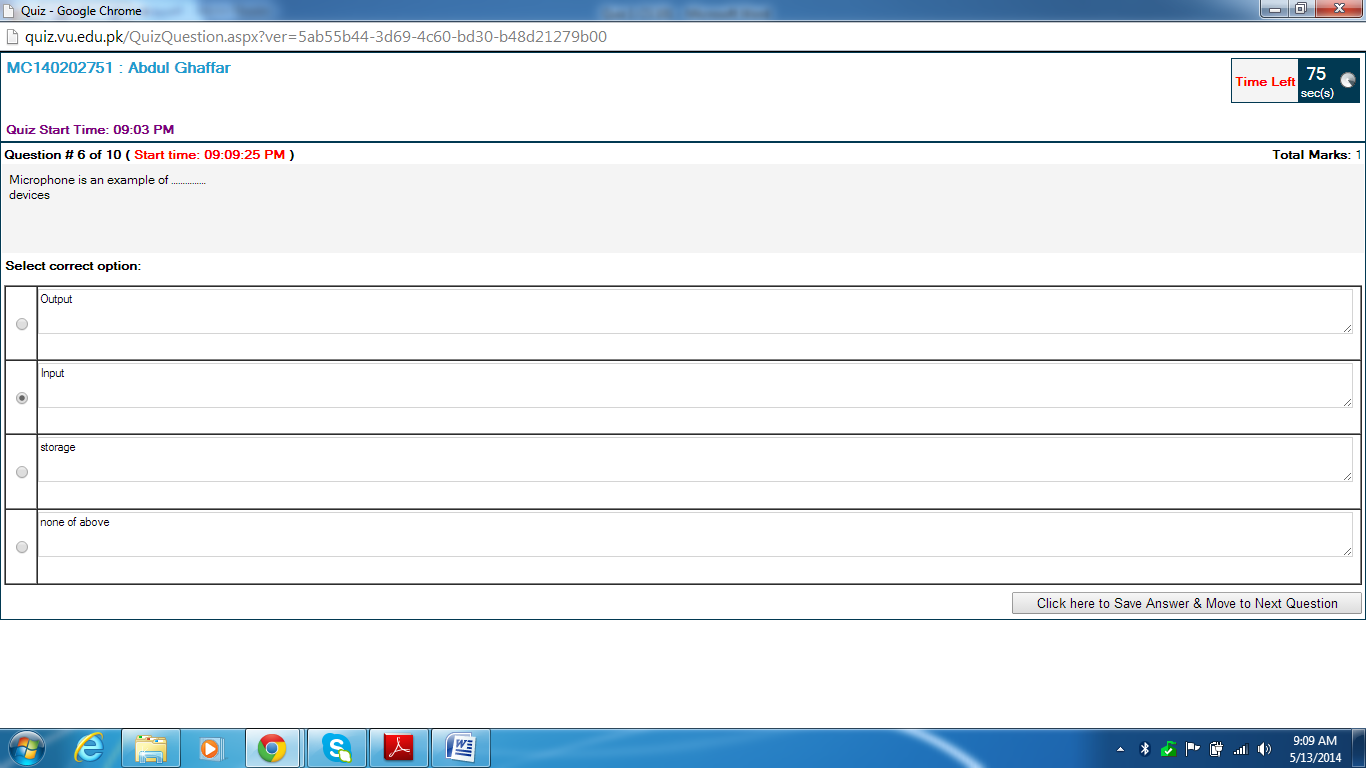 Quiz - Google Chrome
quiz.vu.edu.pk/QuizQuestion.aspx?ver=5ab55b44-3d69-4c60-bd30-b48d21279b00
MC140202751 : Abdul Ghaffar
Time Left 75 sec(s)
Quiz Start Time: 09:03 PM
Question # 6 of 10 ( Start time: 09:09:25 PM )
Total Marks: 1
Microphone is an example of ...............
devices
Select correct option:
Output
Input
storage
none of above
Click here to Save Answer & Move to Next Question
9:09 AM
5/13/2014